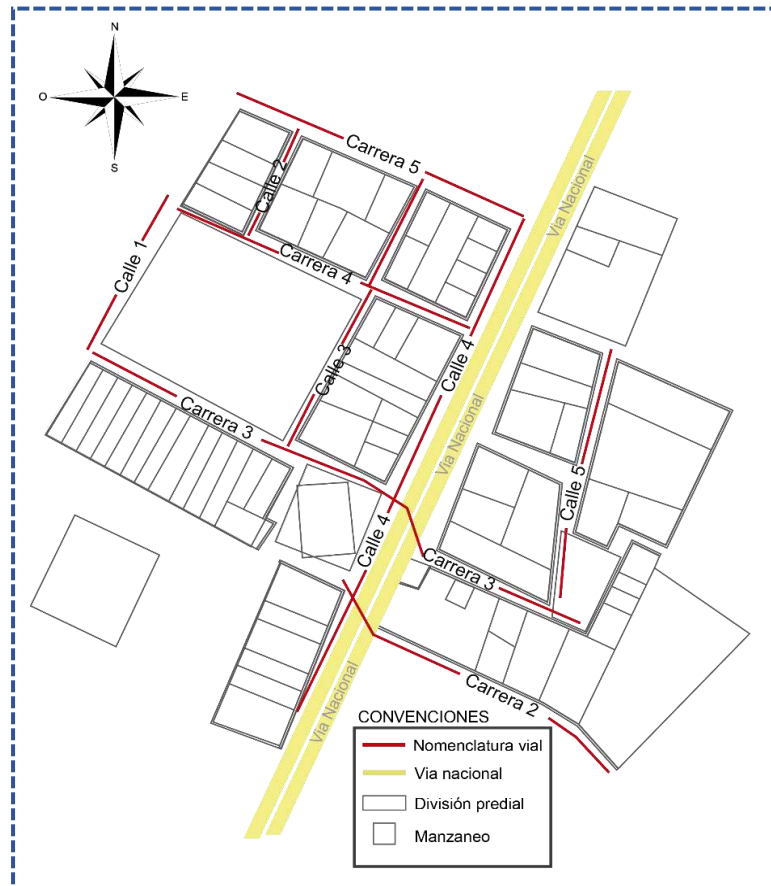 N
O
E
S
Carrera 5
Calle 2
Via Nacional
Calle 1
Carrera 4
Calle 3
Calle 4
Carrera 3
Via Nacional
Calle 5
Calle 4
Carrera 3
Carrera 2
Via Nacional
CONVENCIONES
Nomenclatura vial
Via nacional
División predial
Manzaneo